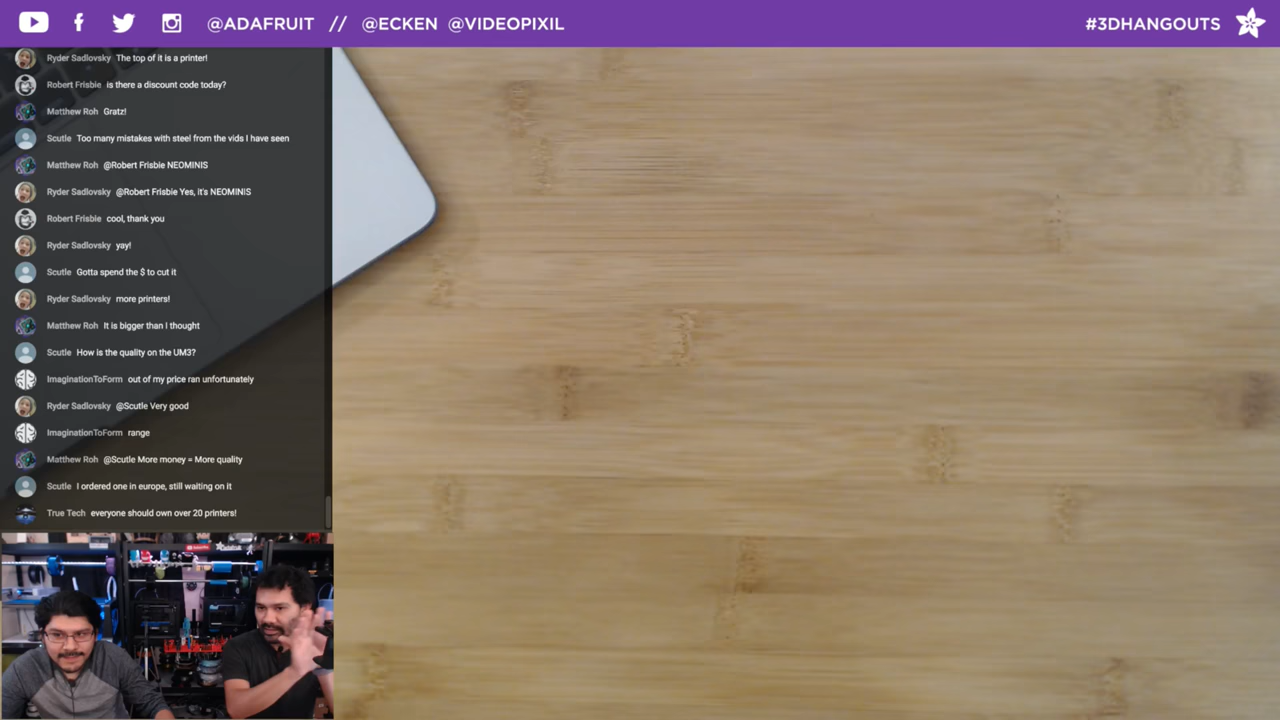 @ADAFRUIT // @ECKEN @VIDEOPIXIL
#3DHANGOUTS
Ryder Sadlovsky The top of it is a printer!
Robert Frisbie is there a discount code today?
Matthew Roh Gratz!
Scutle Too many mistakes with steel from the vids I have seen
Matthew Roh @Robert Frisbie NEOMINIS
Ryder Sadlovsky @Robert Frisbie Yes, it's NEOMINIS
Robert Frisbie cool, thank you
Ryder Sadlovsky yay!
Scutle Gotta spend the $ to cut it
Ryder Sadlovsky more printers!
Matthew Roh It is bigger than I thought
Scutle How is the quality on the UM3?
ImaginationToForm out of my price ran unfortunately
Ryder Sadlovsky @Scutle Very good
ImaginationToForm range
Matthew Roh @Scutle More money = More quality
Scutle I ordered one in europe, still waiting on it
True Tech everyone should own over 20 printers!